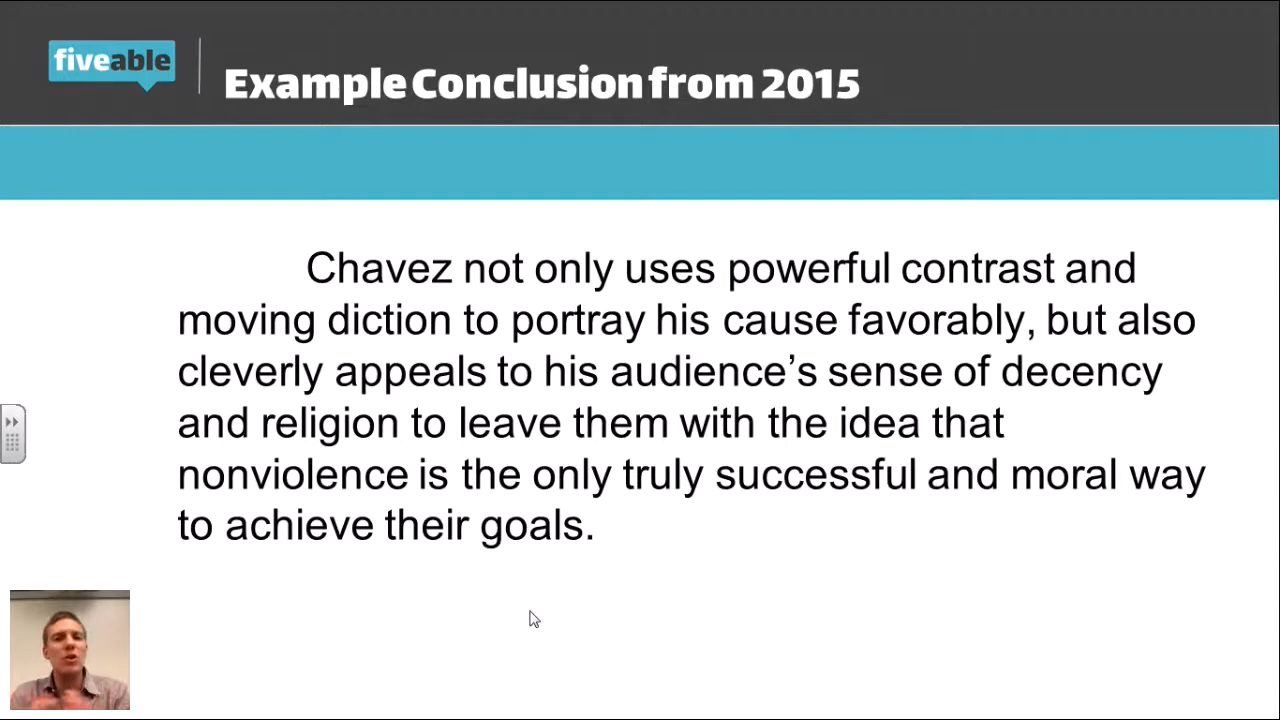 fiveable
Example Conclusion from 2015
Chavez not only uses powerful contrast and
moving diction to portray his cause favorably, but also
cleverly appeals to his audience’s sense of decency
and religion to leave them with the idea that
nonviolence is the only truly successful and moral way
to achieve their goals.